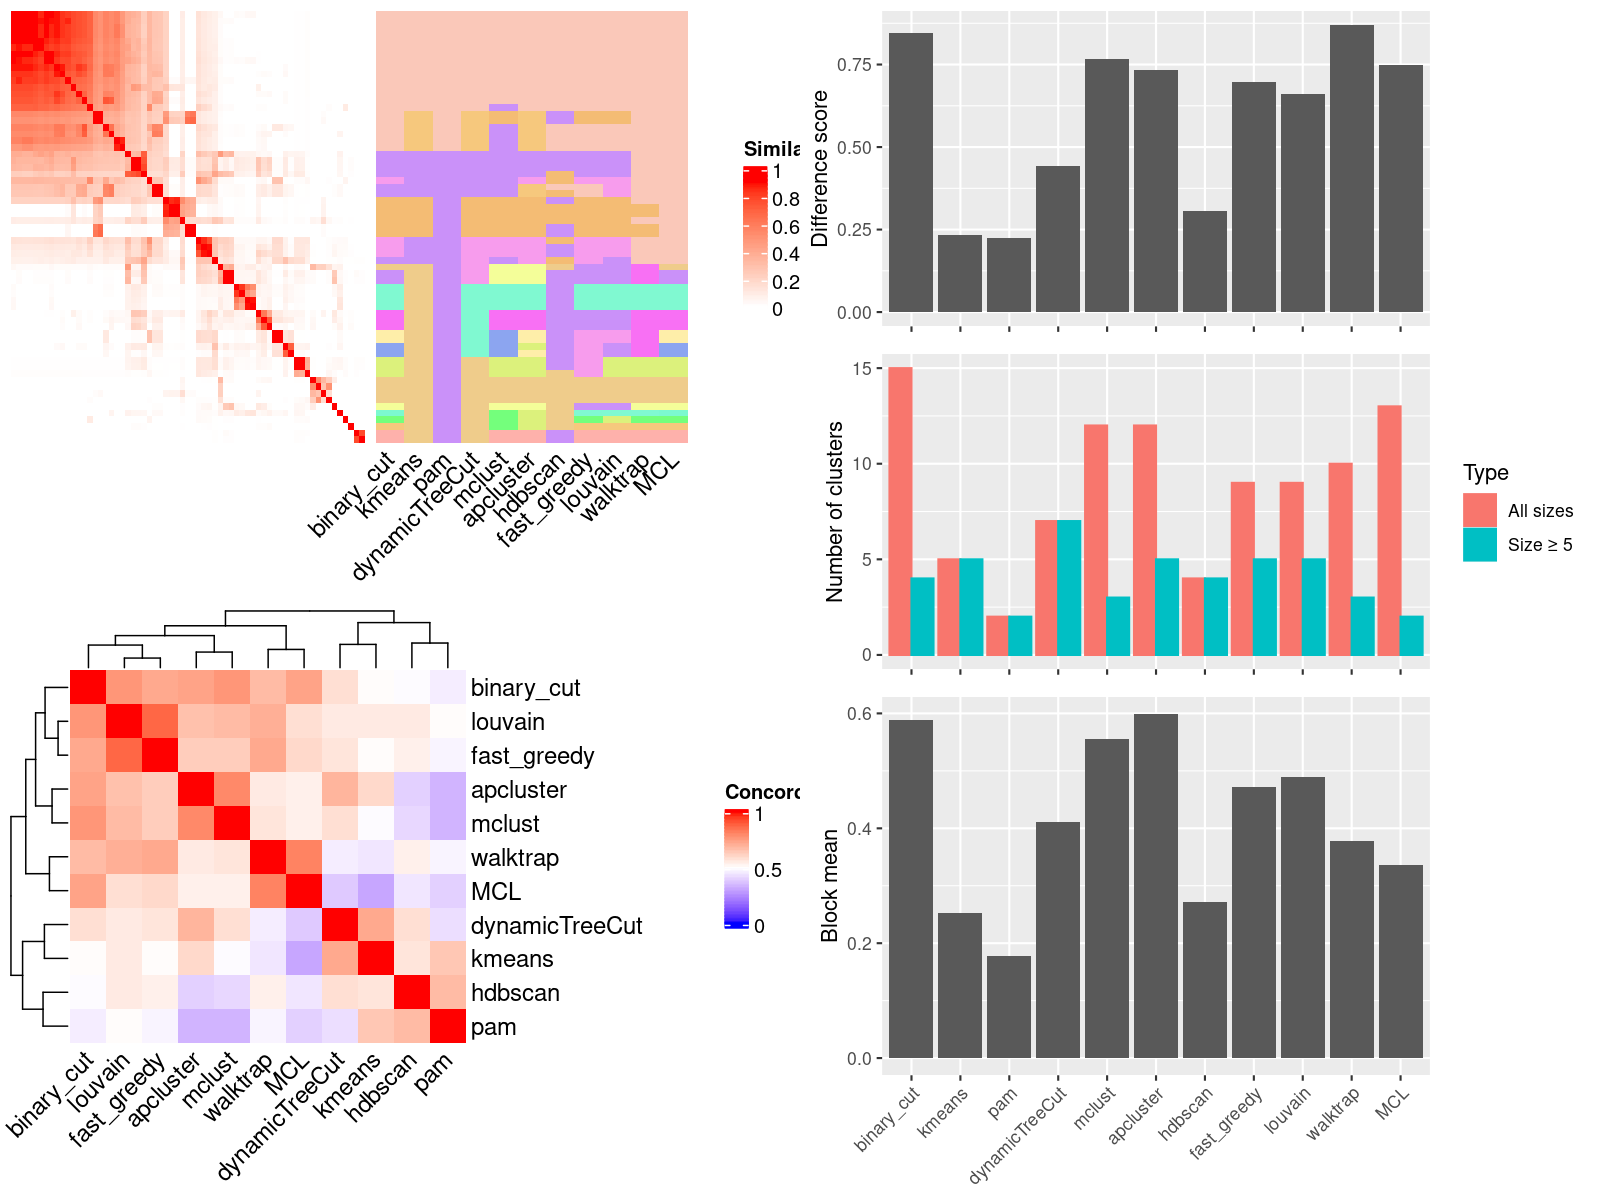 Simila
1
0.8
0.6
0.4
0.2
0
binary_cut
kmeans
pam
dynamicTreeCut
mclust
apcluster
hdbscan
fast_greedy
louvain
walktrap
MCL
binary_cut
louvain
fast_greedy
apcluster
mclust
walktrap
MCL
dynamicTreeCut
kmeans
hdbscan
pam
binary_cut
louvain
fast_greedy
apcluster
mclust
walktrap
MCL
dynamicTreeCut
kmeans
hdbscan
pam
Concord
1
0.5
0
Difference score
0.75
0.50
0.25
0.00
Number of clusters
15
10
5
0
Type
All sizes
Size ≥ 5
Block mean
0.6
0.4
0.2
0.0
binary_cut
kmeans
pam
dynamicTreeCut
mclust
apcluster
hdbscan
fast_greedy
louvain
walktrap
MCL